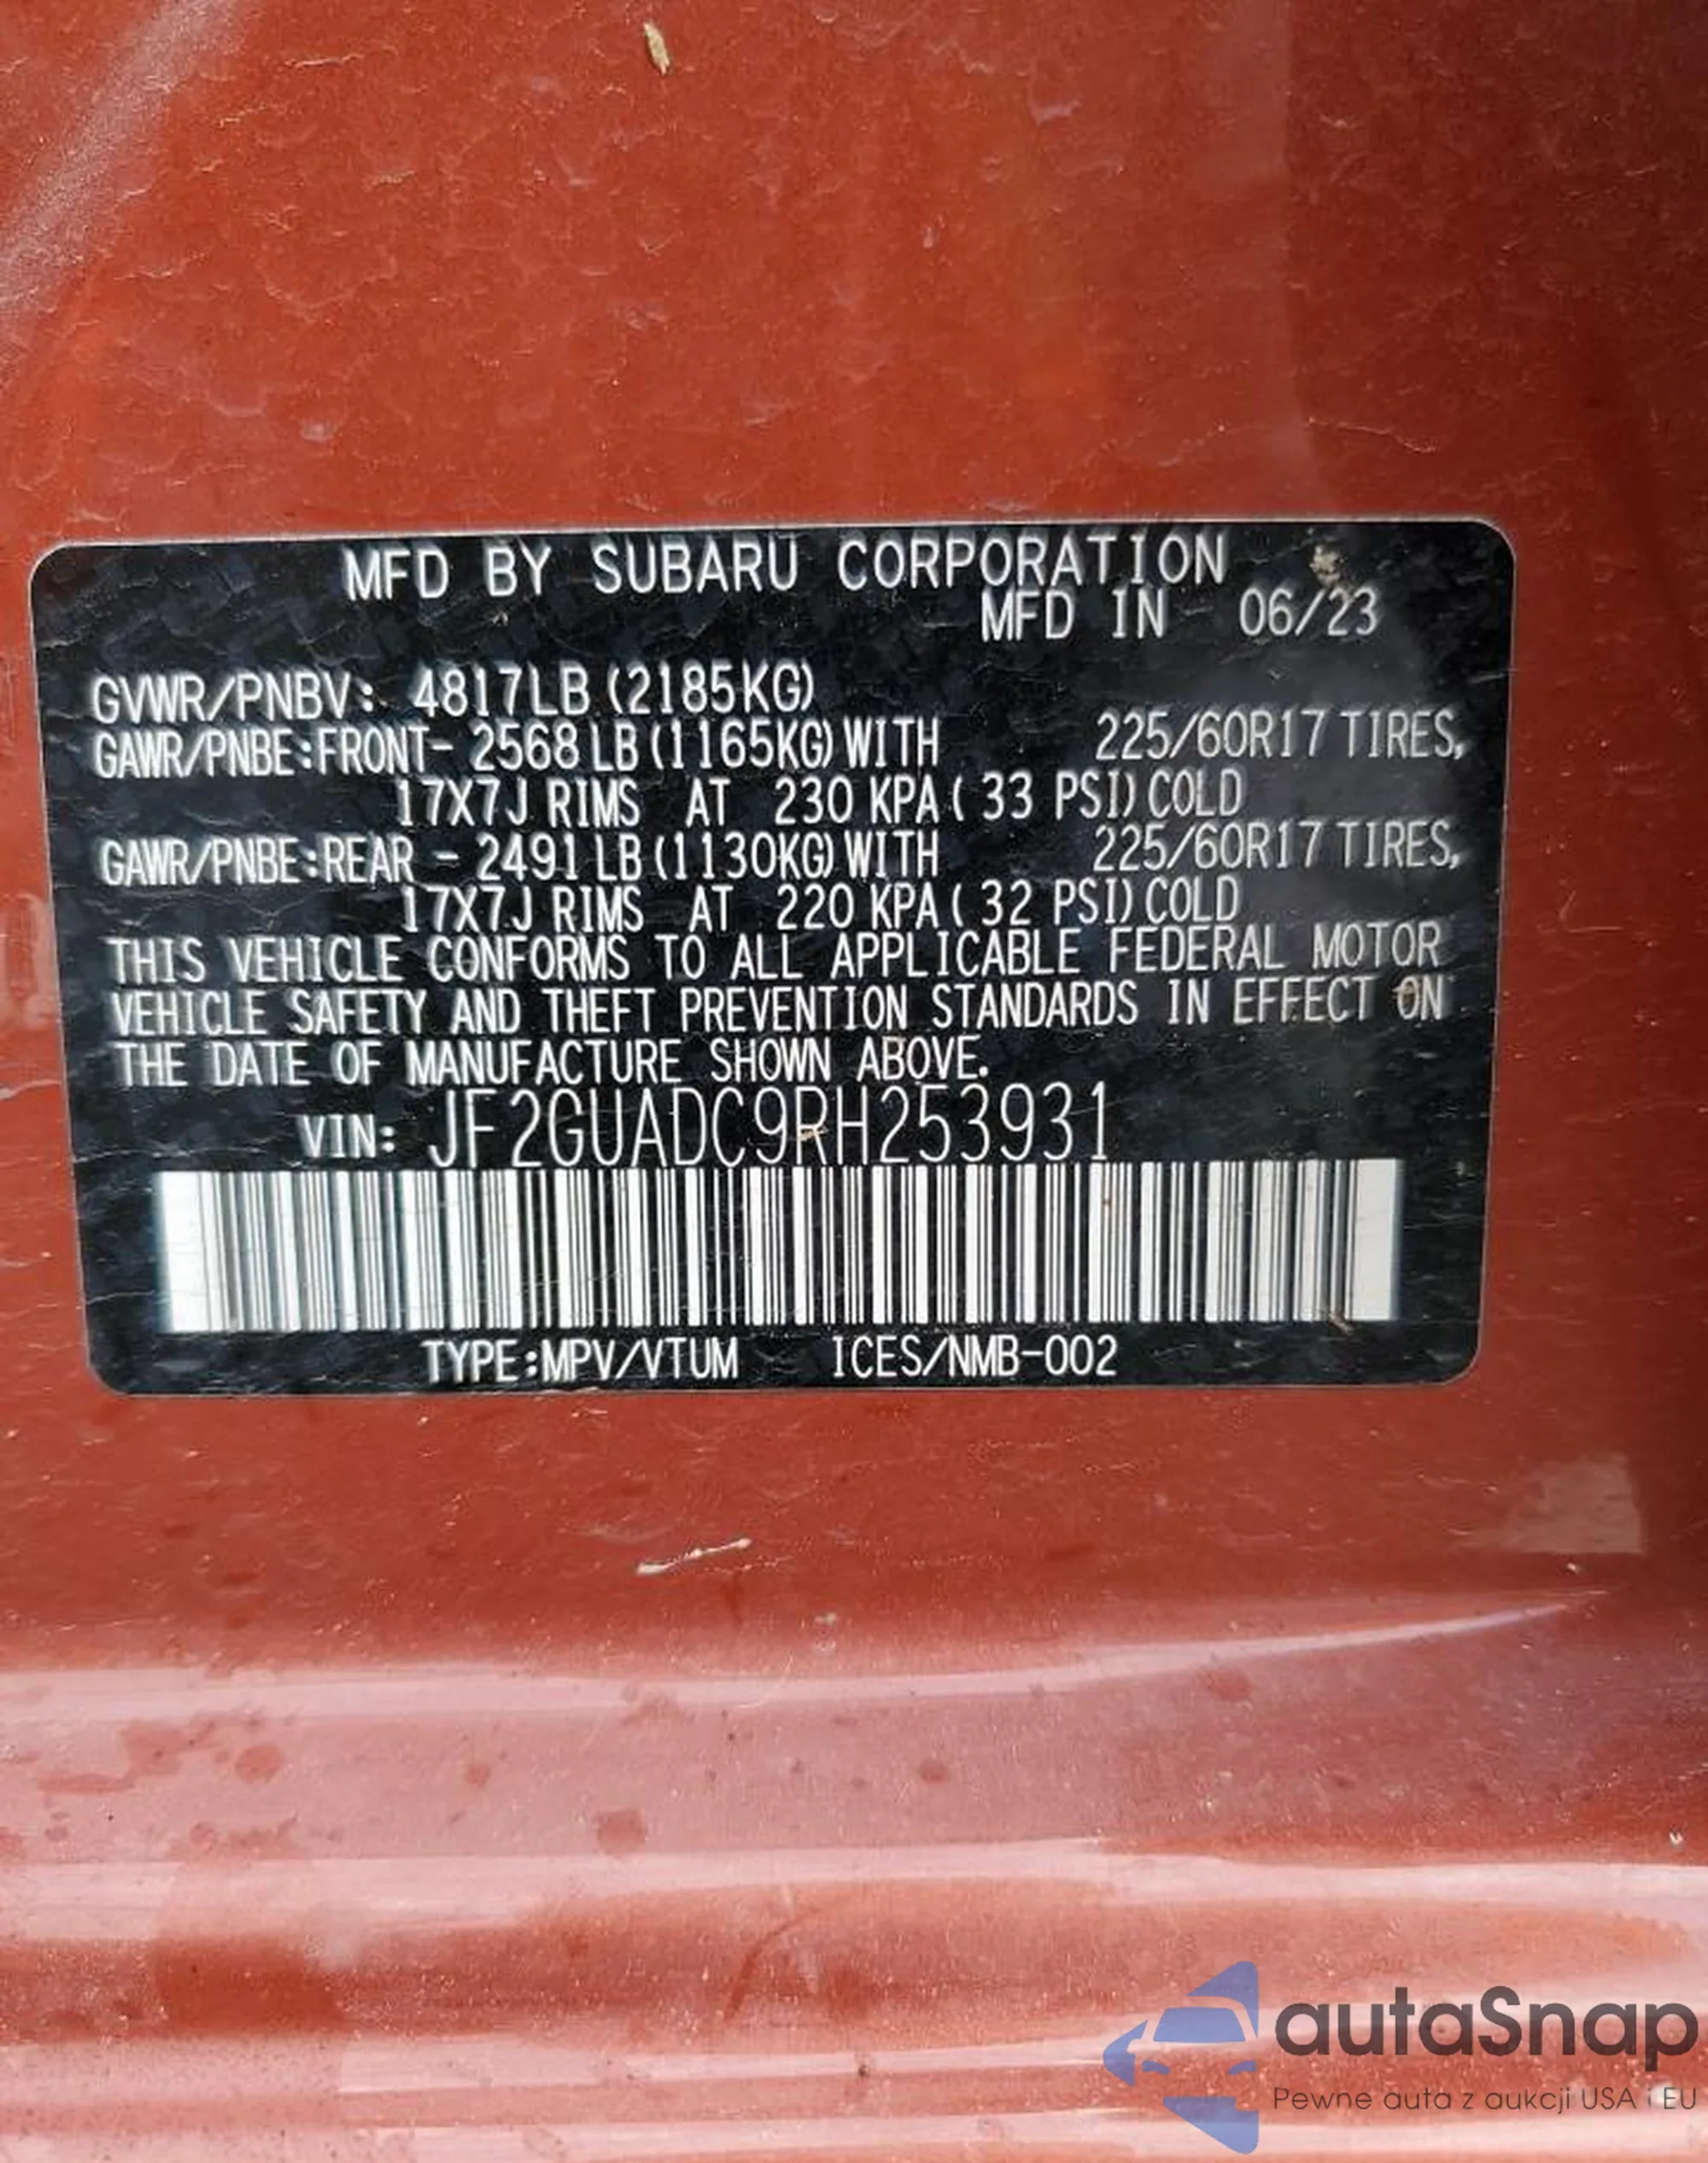 MFD BY SUBARU CORPORATION
MFD IN 06/23
GVWR/PNBV: 4817LB (2185KG)
GAWR/PNBE:FRONT- 2568 LB (1165KG) WITH 225/60R17 TIRES,
17X7J RIMS AT 230 KPA ( 33 PSI) COLD
GAWR/PNBE:REAR - 2491 LB (1130KG) WITH 225/60R17 TIRES,
17X7J RIMS AT 220 KPA ( 32 PSI) COLD
THIS VEHICLE CONFORMS TO ALL APPLICABLE FEDERAL MOTOR
VEHICLE SAFETY AND THEFT PREVENTION STANDARDS IN EFFECT ON
THE DATE OF MANUFACTURE SHOWN ABOVE.
VIN: JF2GUADC9RH253931
TYPE:MPV/VTUM ICES/NMB-002
autaSnap
Pewne auta z aukcji USA i EU